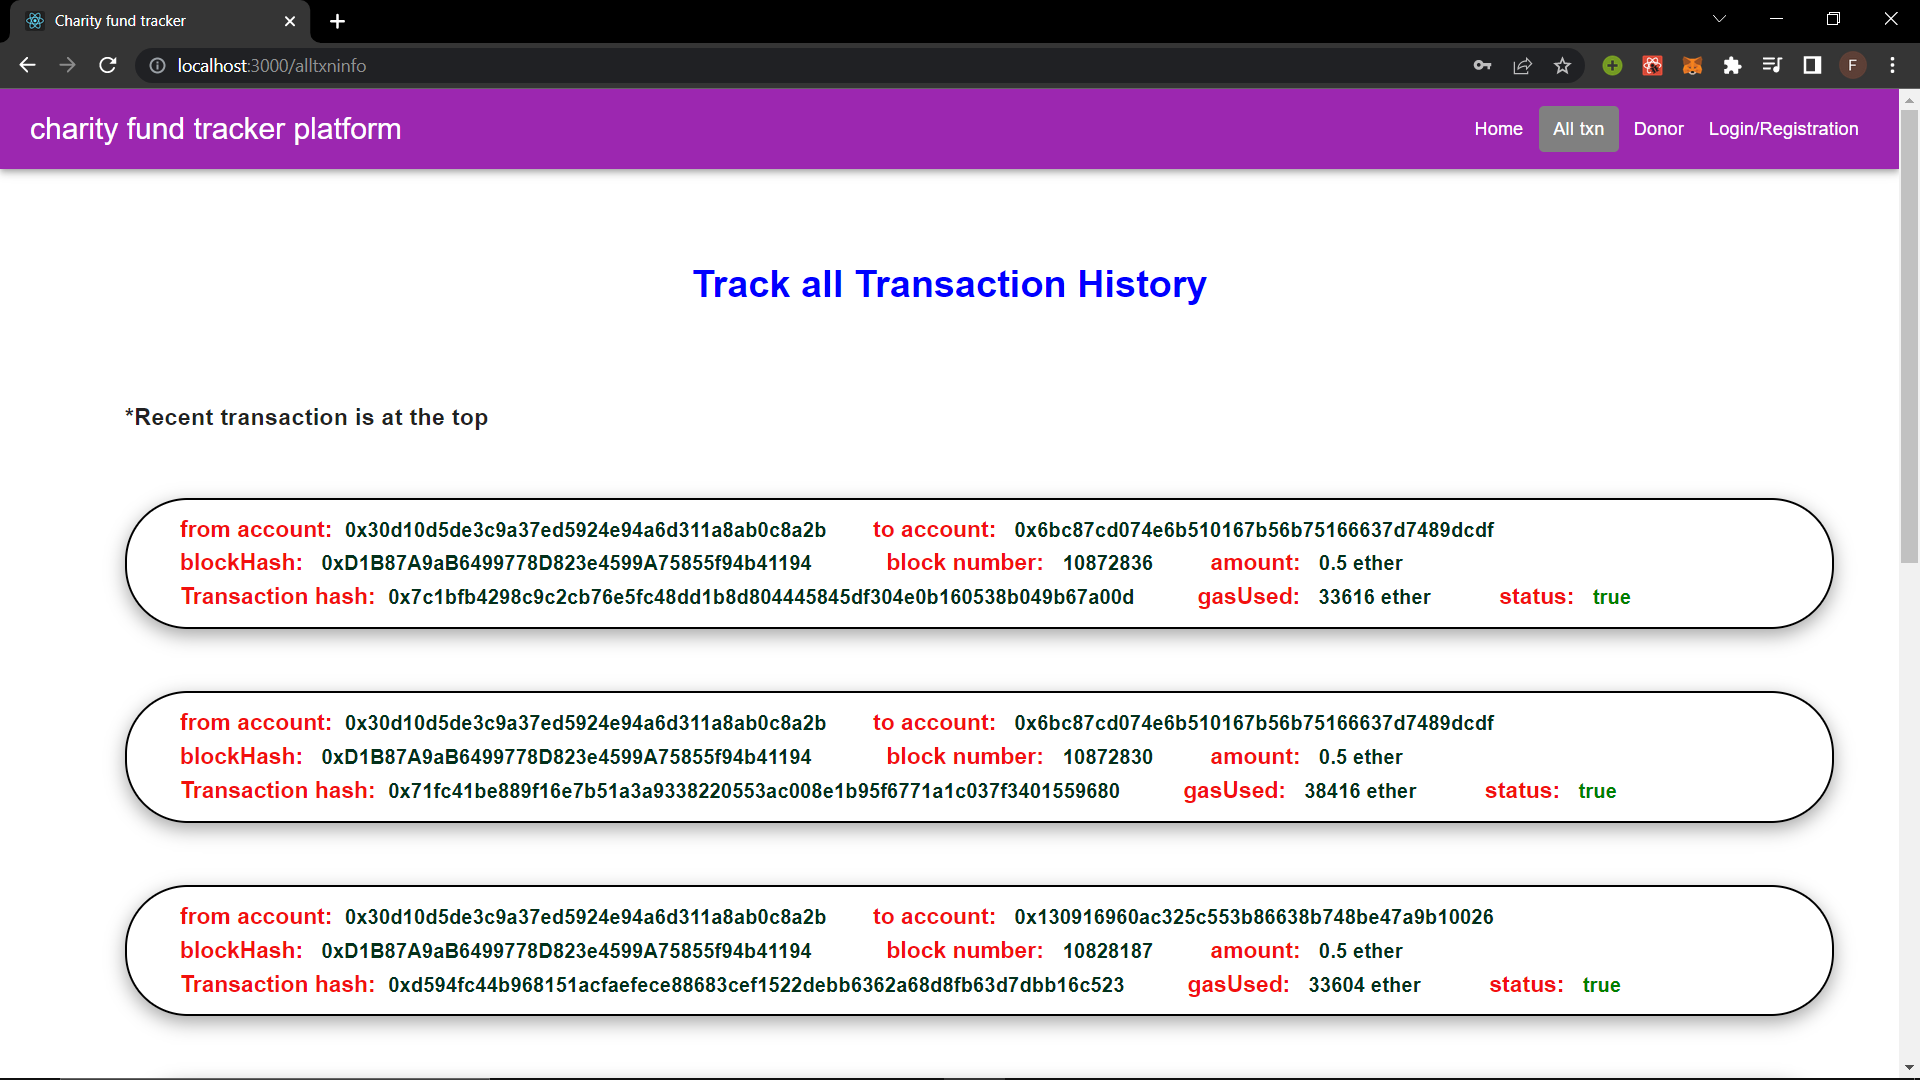 Charity fund tracker
localhost:3000/alltxninfo
F
charity fund tracker platform
Home All txn Donor Login/Registration
Track all Transaction History
*Recent transaction is at the top
from account: 0x30d10d5de3c9a37ed5924e94a6d311a8ab0c8a2b to account: 0x6bc87cd074e6b510167b56b75166637d7489dcdf
blockHash: 0xD1B87A9aB6499778D823e4599A75855f94b41194 block number: 10872836 amount: 0.5 ether
Transaction hash: 0x7c1bfb4298c9c2cb76e5fc48dd1b8d804445845df304e0b160538b049b67a00d gasUsed: 33616 ether status: true
from account: 0x30d10d5de3c9a37ed5924e94a6d311a8ab0c8a2b to account: 0x6bc87cd074e6b510167b56b75166637d7489dcdf
blockHash: 0xD1B87A9aB6499778D823e4599A75855f94b41194 block number: 10872830 amount: 0.5 ether
Transaction hash: 0x71fc41be889f16e7b51a3a9338220553ac008e1b95f6771a1c037f3401559680 gasUsed: 38416 ether status: true
from account: 0x30d10d5de3c9a37ed5924e94a6d311a8ab0c8a2b to account: 0x130916960ac325c553b86638b748be47a9b10026
blockHash: 0xD1B87A9aB6499778D823e4599A75855f94b41194 block number: 10828187 amount: 0.5 ether
Transaction hash: 0xd594fc44b968151acfaefece88683cef1522debb6362a68d8fb63d7dbb16c523 gasUsed: 33604 ether status: true